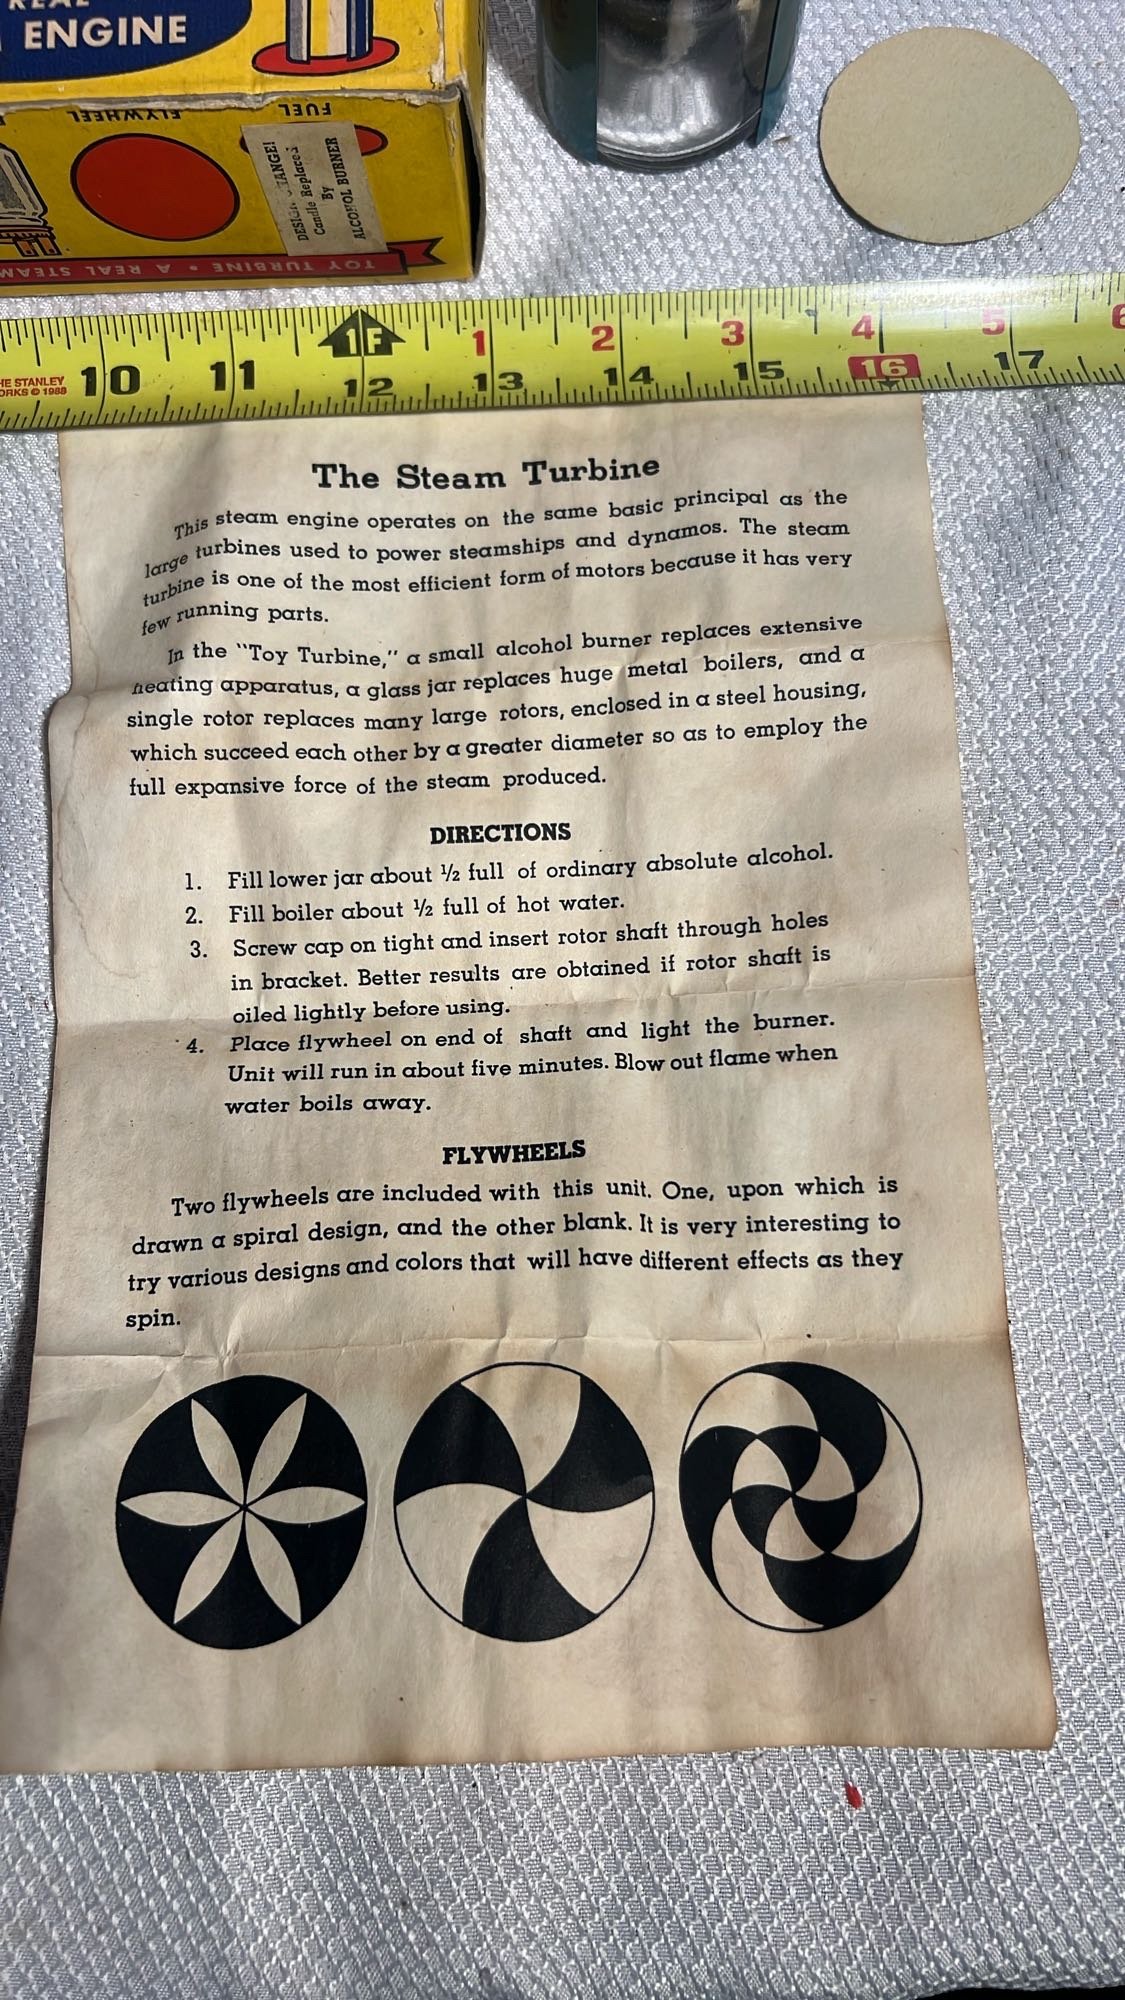 REAL
ENGINE
FLYWHEEL
FUEL
DESIGN CHANGE!
Candle Replaced
By
ALCOHOL BURNER
TOY TURBINE • A REAL STEAM
THE STANLEY WORKS © 1988
1F 1 2 3 4 5 6
10 11 12 13 14 15 16 17
The Steam Turbine
This steam engine operates on the same basic principal as the
large turbines used to power steamships and dynamos. The steam
turbine is one of the most efficient form of motors because it has very
few running parts.
In the "Toy Turbine," a small alcohol burner replaces extensive
heating apparatus, a glass jar replaces huge metal boilers, and a
single rotor replaces many large rotors, enclosed in a steel housing,
which succeed each other by a greater diameter so as to employ the
full expansive force of the steam produced.
DIRECTIONS
1. Fill lower jar about ½ full of ordinary absolute alcohol.
2. Fill boiler about ½ full of hot water.
3. Screw cap on tight and insert rotor shaft through holes
in bracket. Better results are obtained if rotor shaft is
oiled lightly before using.
4. Place flywheel on end of shaft and light the burner.
Unit will run in about five minutes. Blow out flame when
water boils away.
FLYWHEELS
Two flywheels are included with this unit. One, upon which is
drawn a spiral design, and the other blank. It is very interesting to
try various designs and colors that will have different effects as they
spin.